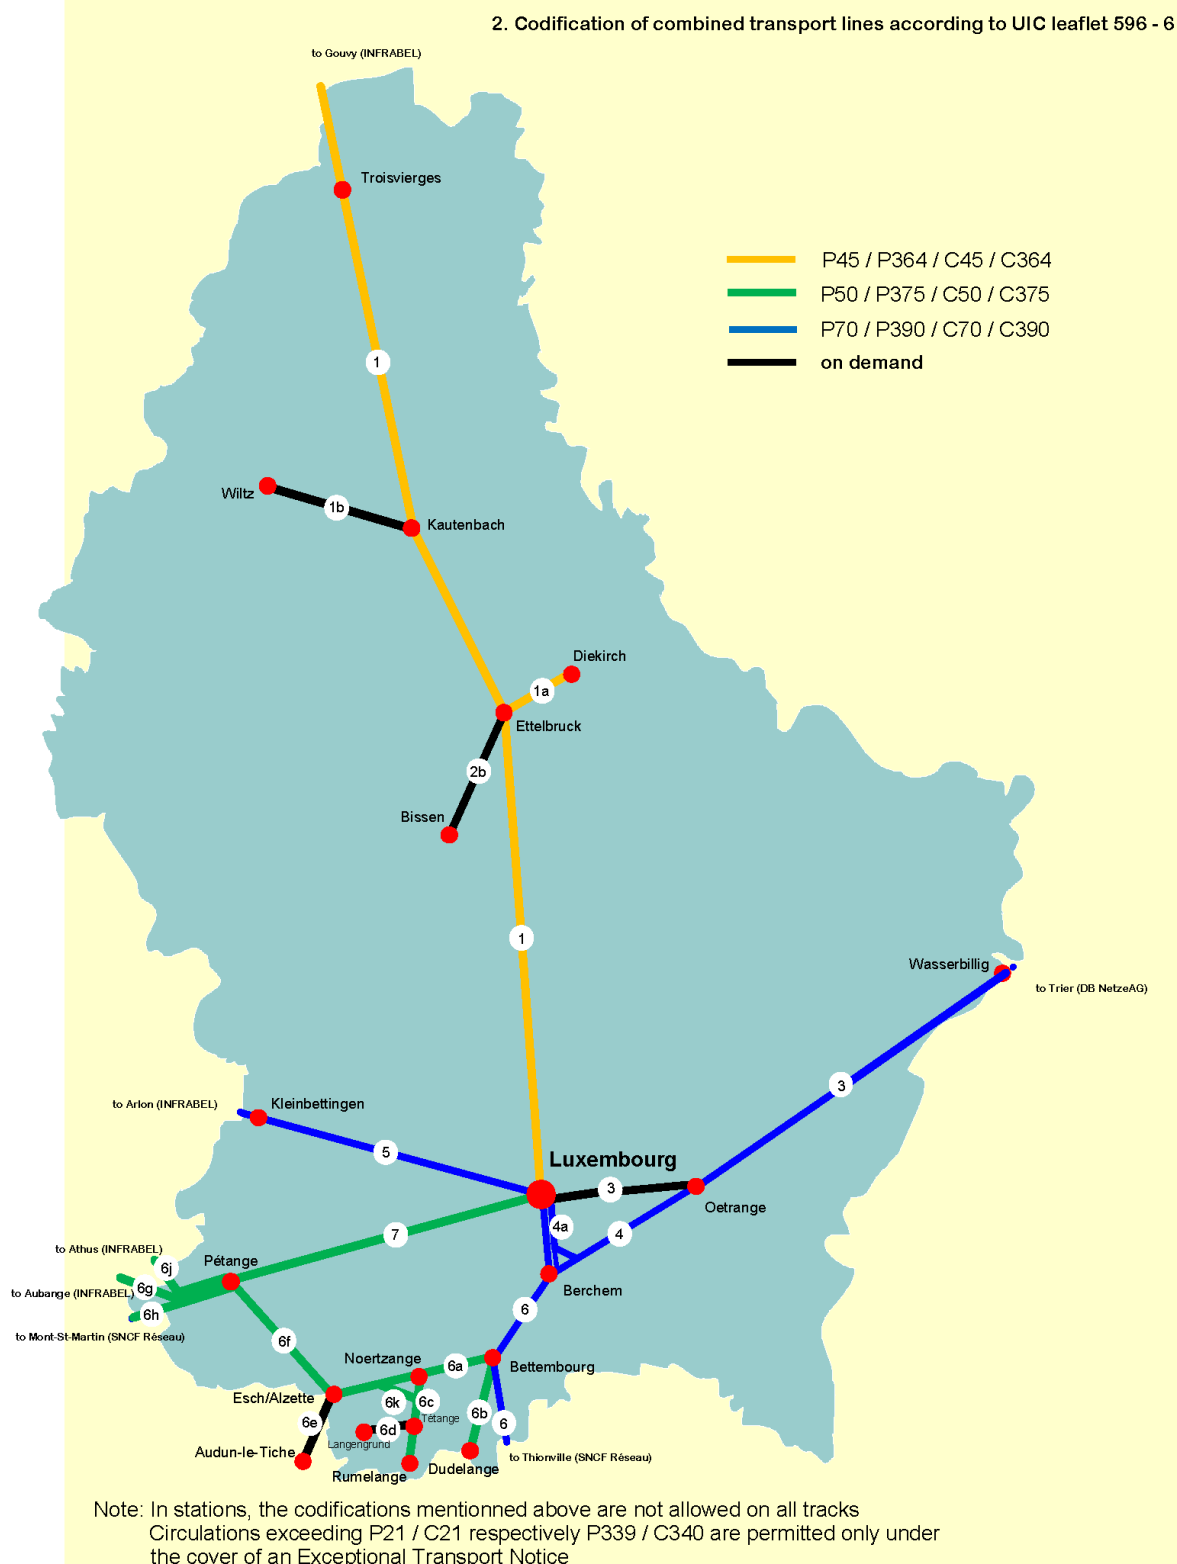 2. Codification of combined transport lines according to UIC leaflet 596 - 6
to Gouvy (INFRABEL)
Troisvierges
P45 / P364 / C45 / C364
P50 / P375 / C50 / C375
P70 / P390 / C70 / C390
on demand
1
Wiltz
1b
Kautenbach
Diekirch
1a
Ettelbruck
2b
Bissen
1
Wasserbillig
to Trier (DB NetzeAG)
3
to Arlon (INFRABEL)
Kleinbettingen
5
Luxembourg
3
Oetrange
4a
4
7
to Athus (INFRABEL)
6j
Pétange
6g
to Aubange (INFRABEL)
6h
to Mont-St-Martin (SNCF Réseau)
Berchem
6
6f
Noertzange
6a
Bettembourg
Esch/Alzette
6k
6c
6b
6e
6d
Tétange
6
Langengrund
Audun-le-Tiche
Rumelange
Dudelange
to Thionville (SNCF Réseau)
Note: In stations, the codifications mentionned above are not allowed on all tracks
Circulations exceeding P21 / C21 respectively P339 / C340 are permitted only under
the cover of an Exceptional Transport Notice